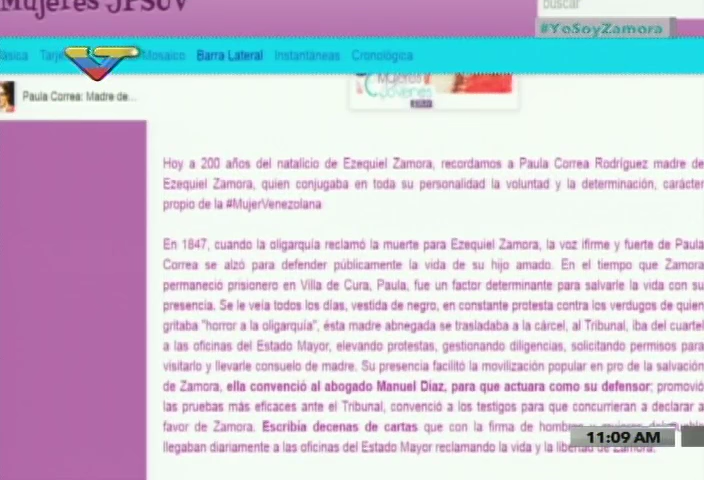 Mujeres JPSUV
buscar
#YoSoyZamora
Mosaico Barra Lateral Instantáneas Cronológica
Paula Correa: Madre de...
Mujeres
Jóvenes
Hoy a 200 años del natalicio de Ezequiel Zamora, recordamos a Paula Correa Rodríguez madre de
Ezequiel Zamora, quien conjugaba en toda su personalidad la voluntad y la determinación, carácter
propio de la #MujerVenezolana
En 1847, cuando la oligarquía reclamó la muerte para Ezequiel Zamora, la voz ifirme y fuerte de Paula
Correa se alzó para defender públicamente la vida de su hijo amado. En el tiempo que Zamora
permaneció prisionero en Villa de Cura, Paula, fue un factor determinante para salvarle la vida con su
presencia. Se le veía todos los días, vestida de negro, en constante protesta contra los verdugos de quien
gritaba "horror a la oligarquía", ésta madre abnegada se trasladaba a la cárcel, al Tribunal, iba del cuartel
a las oficinas del Estado Mayor, elevando protestas, gestionando diligencias, solicitando permisos para
visitarlo y llevarle consuelo de madre. Su presencia facilitó la movilización popular en pro de la salvación
de Zamora, ella convenció al abogado Manuel Díaz, para que actuara como su defensor; promovió
las pruebas más eficaces ante el Tribunal, convenció a los testigos para que concurrieran a declarar a
favor de Zamora. Escribía decenas de cartas que con la firma de hombres y mujeres del pueblo
llegaban diariamente a las oficinas del Estado Mayor reclamando la vida y la libertad de Zamora.
11:09 AM